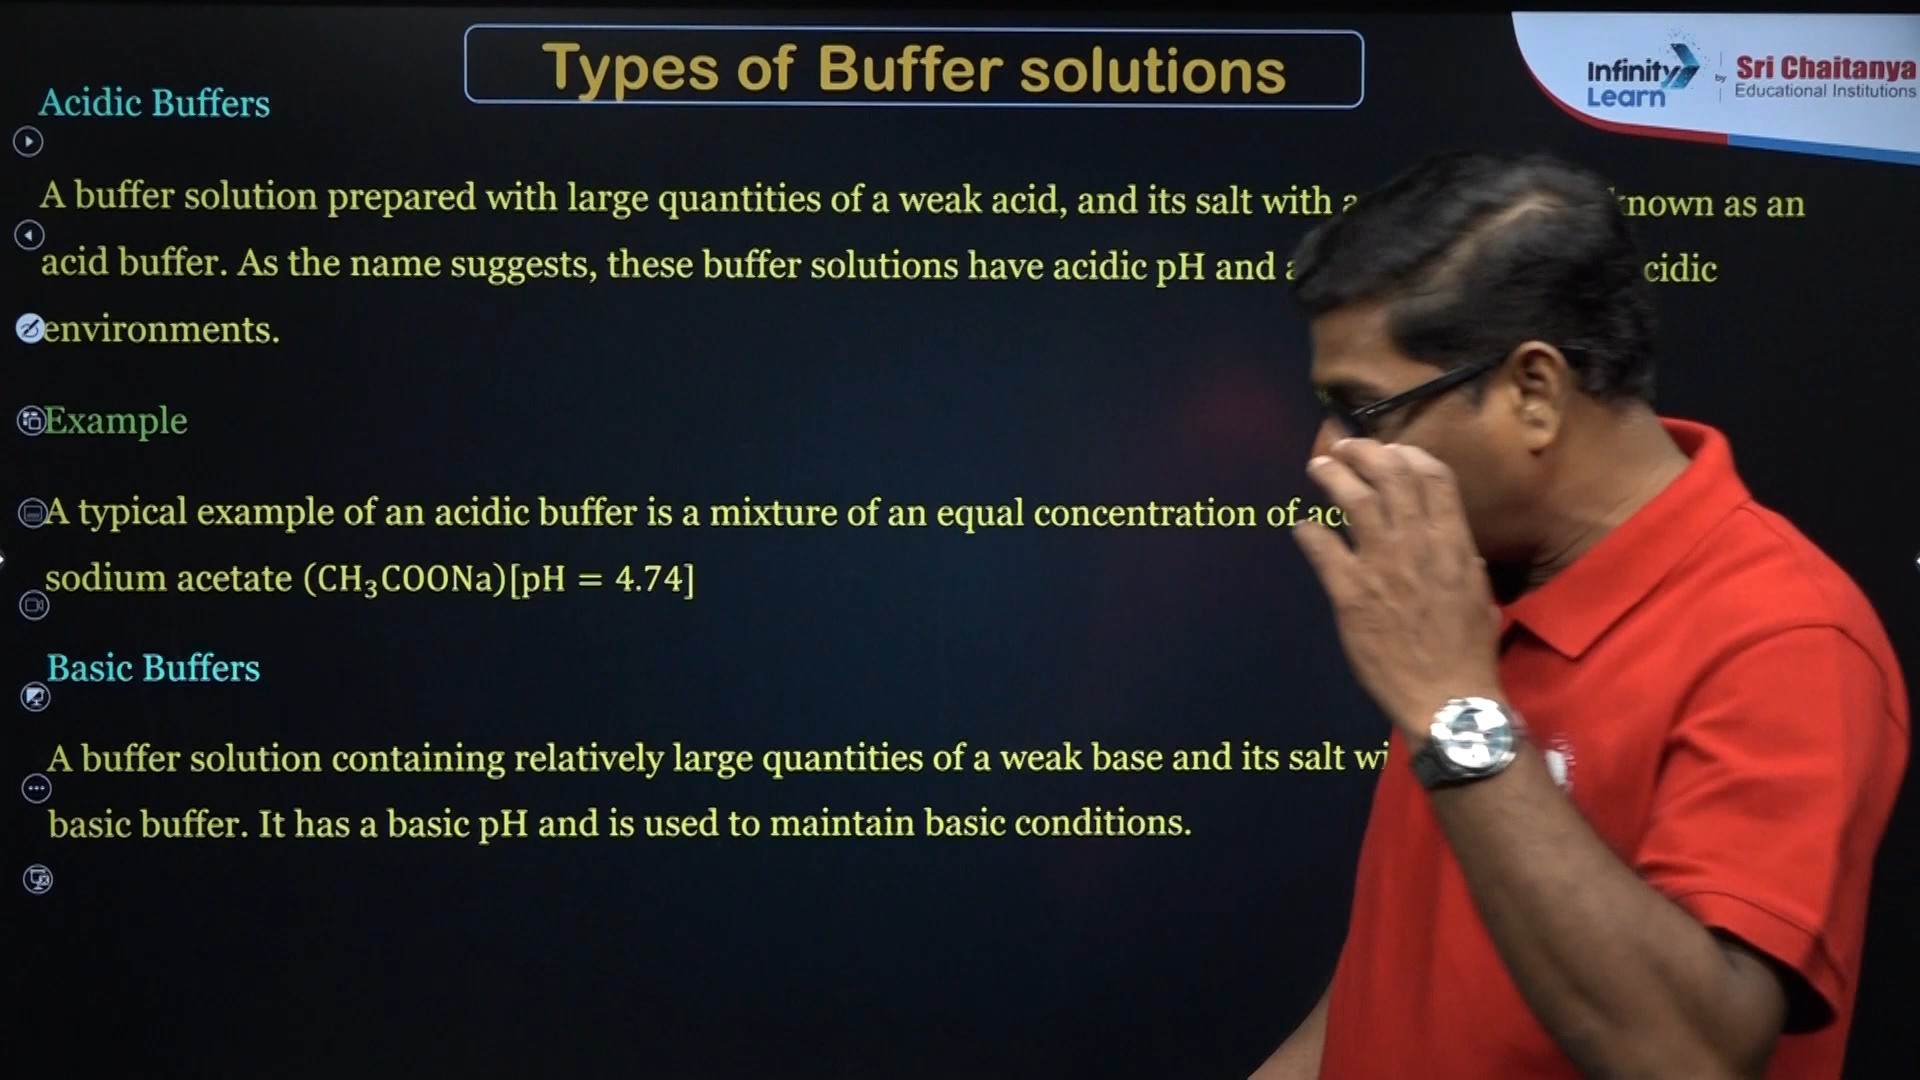 Types of Buffer solutions
Infinity Learn
by
Sri Chaitanya
Educational Institutions
Acidic Buffers
A buffer solution prepared with large quantities of a weak acid, and its salt with as an
acid buffer. As the name suggests, these buffer solutions have acidic pH and
environments.
Example
A typical example of an acidic buffer is a mixture of an equal concentration of
sodium acetate (CH₃COONa)[pH = 4.74]
Basic Buffers
A buffer solution containing relatively large quantities of a weak base and its salt
basic buffer. It has a basic pH and is used to maintain basic conditions.